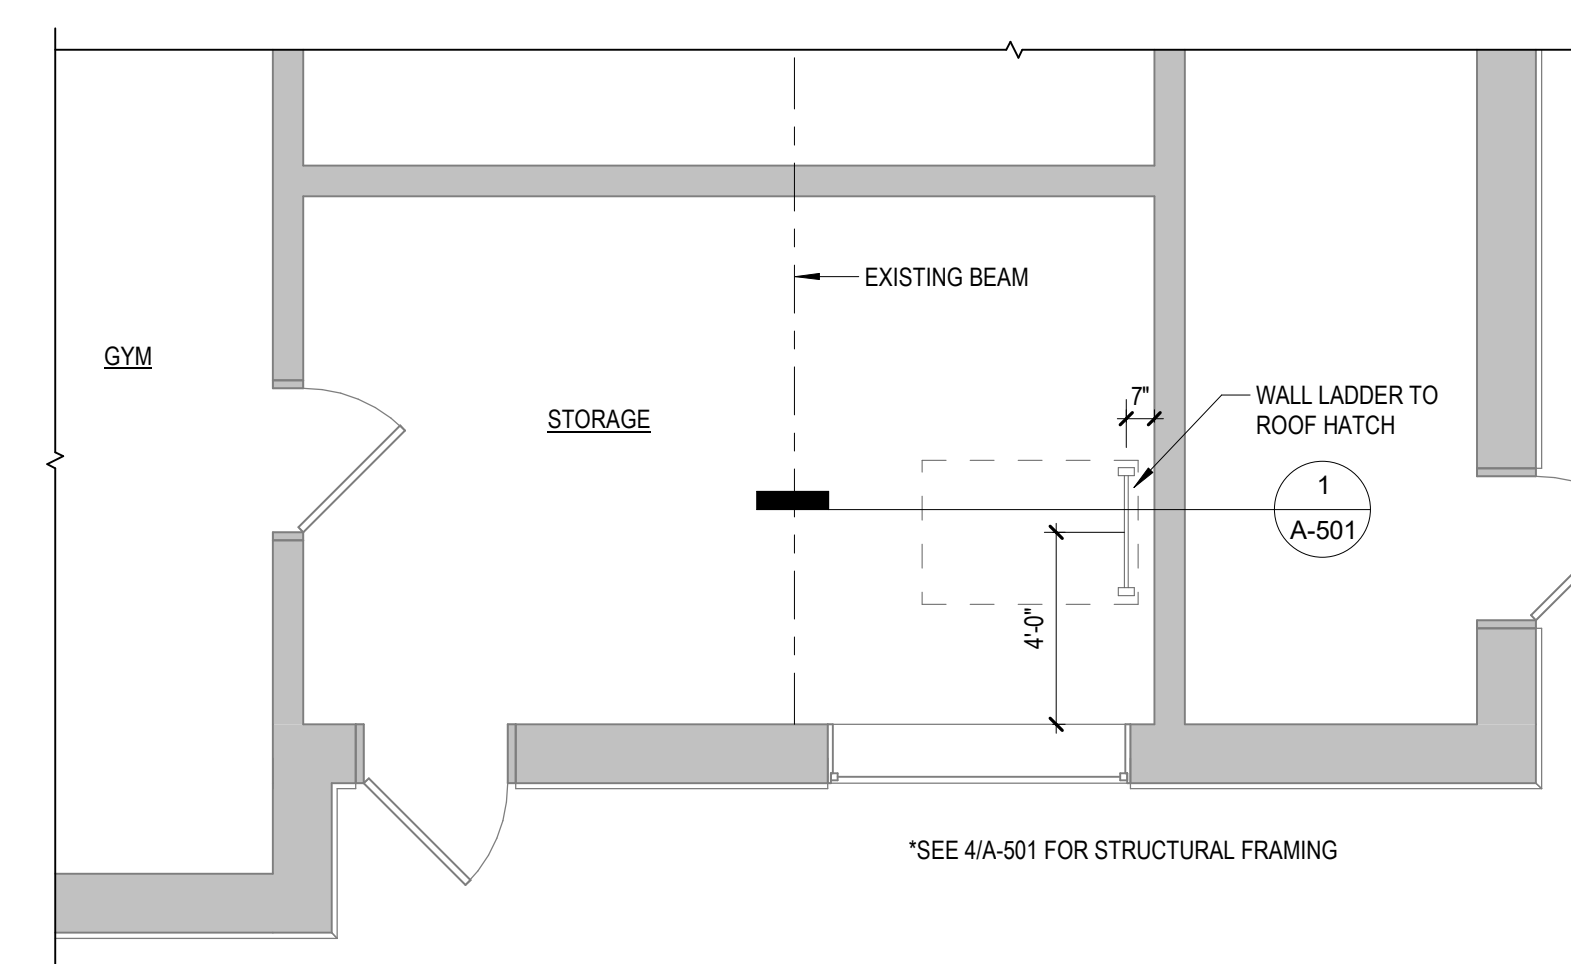 EXISTING BEAM
GYM
7"
WALL LADDER TO
ROOF HATCH
STORAGE
1
A-501
4'-0"
*SEE 4/A-501 FOR STRUCTURAL FRAMING